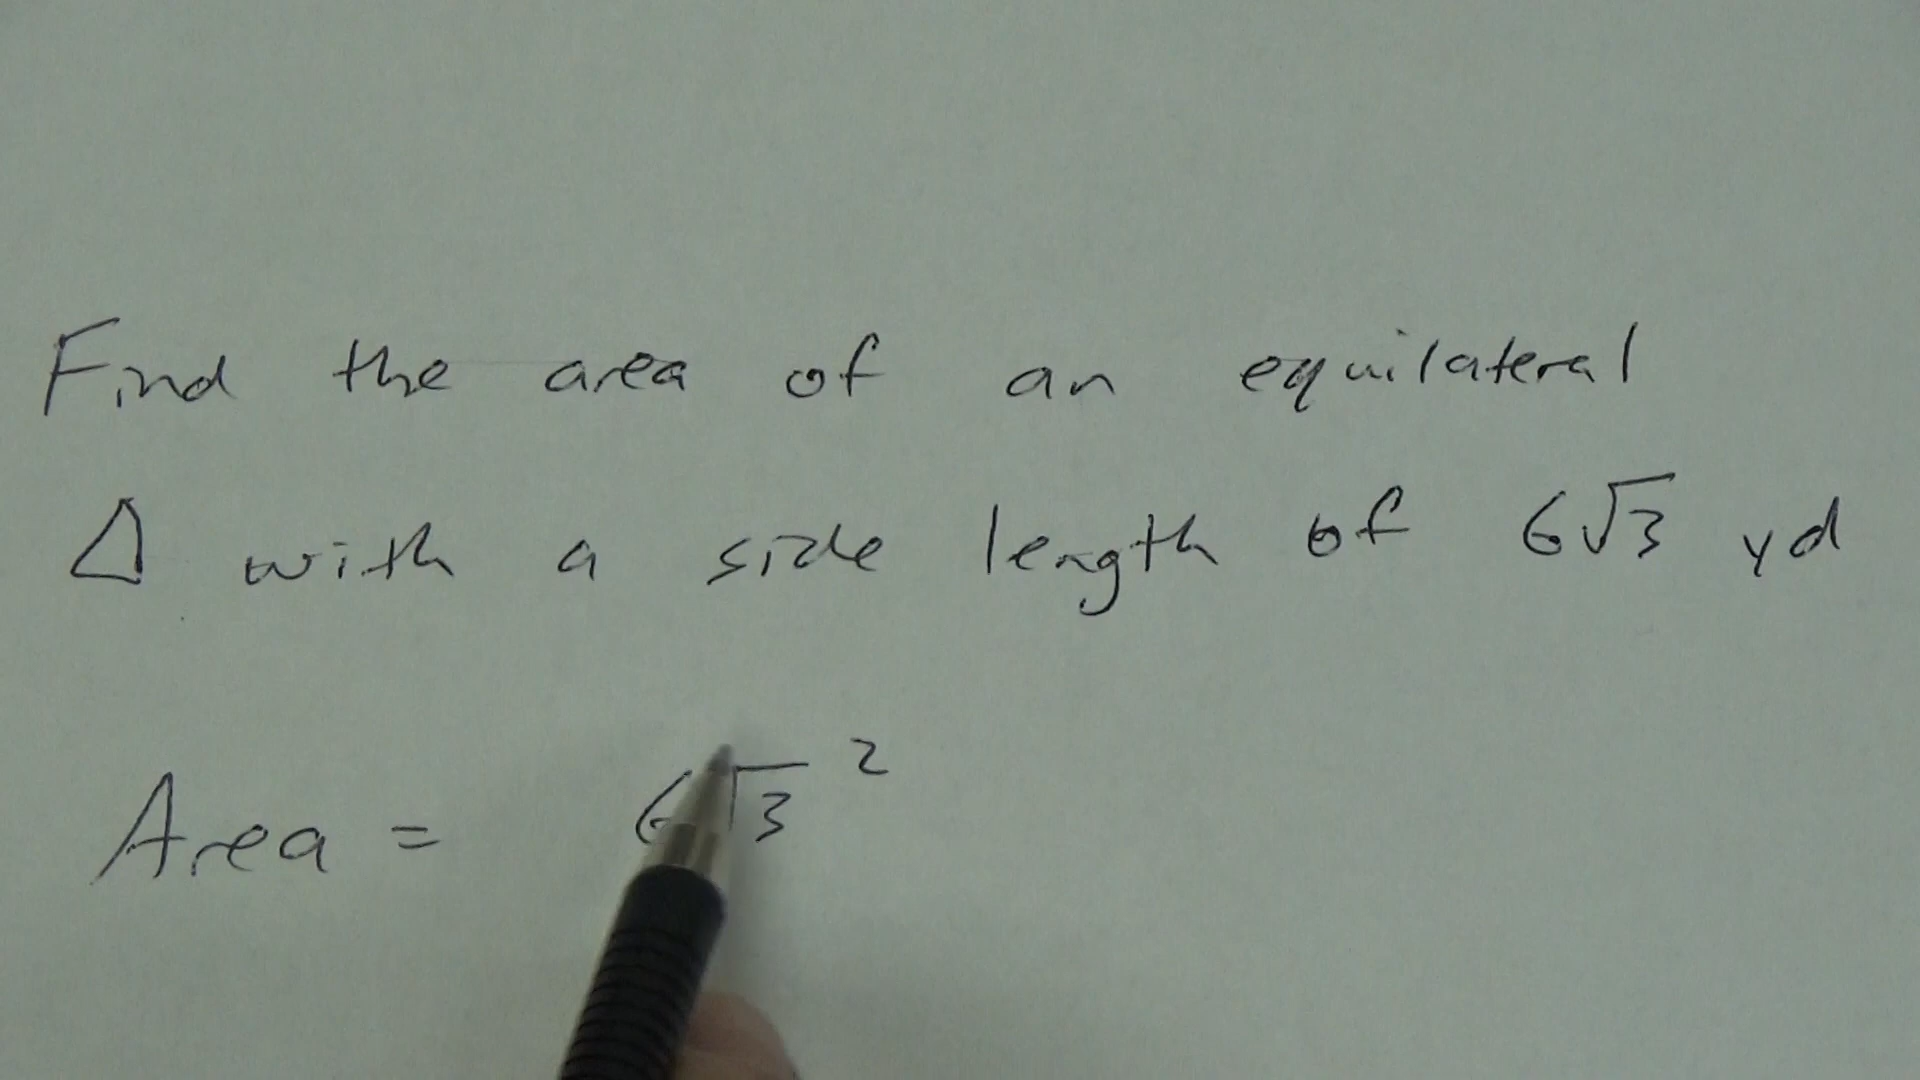 Find the area of an equilateral
Δ with a side length of 6√3 yd
Area = 6√3 ²